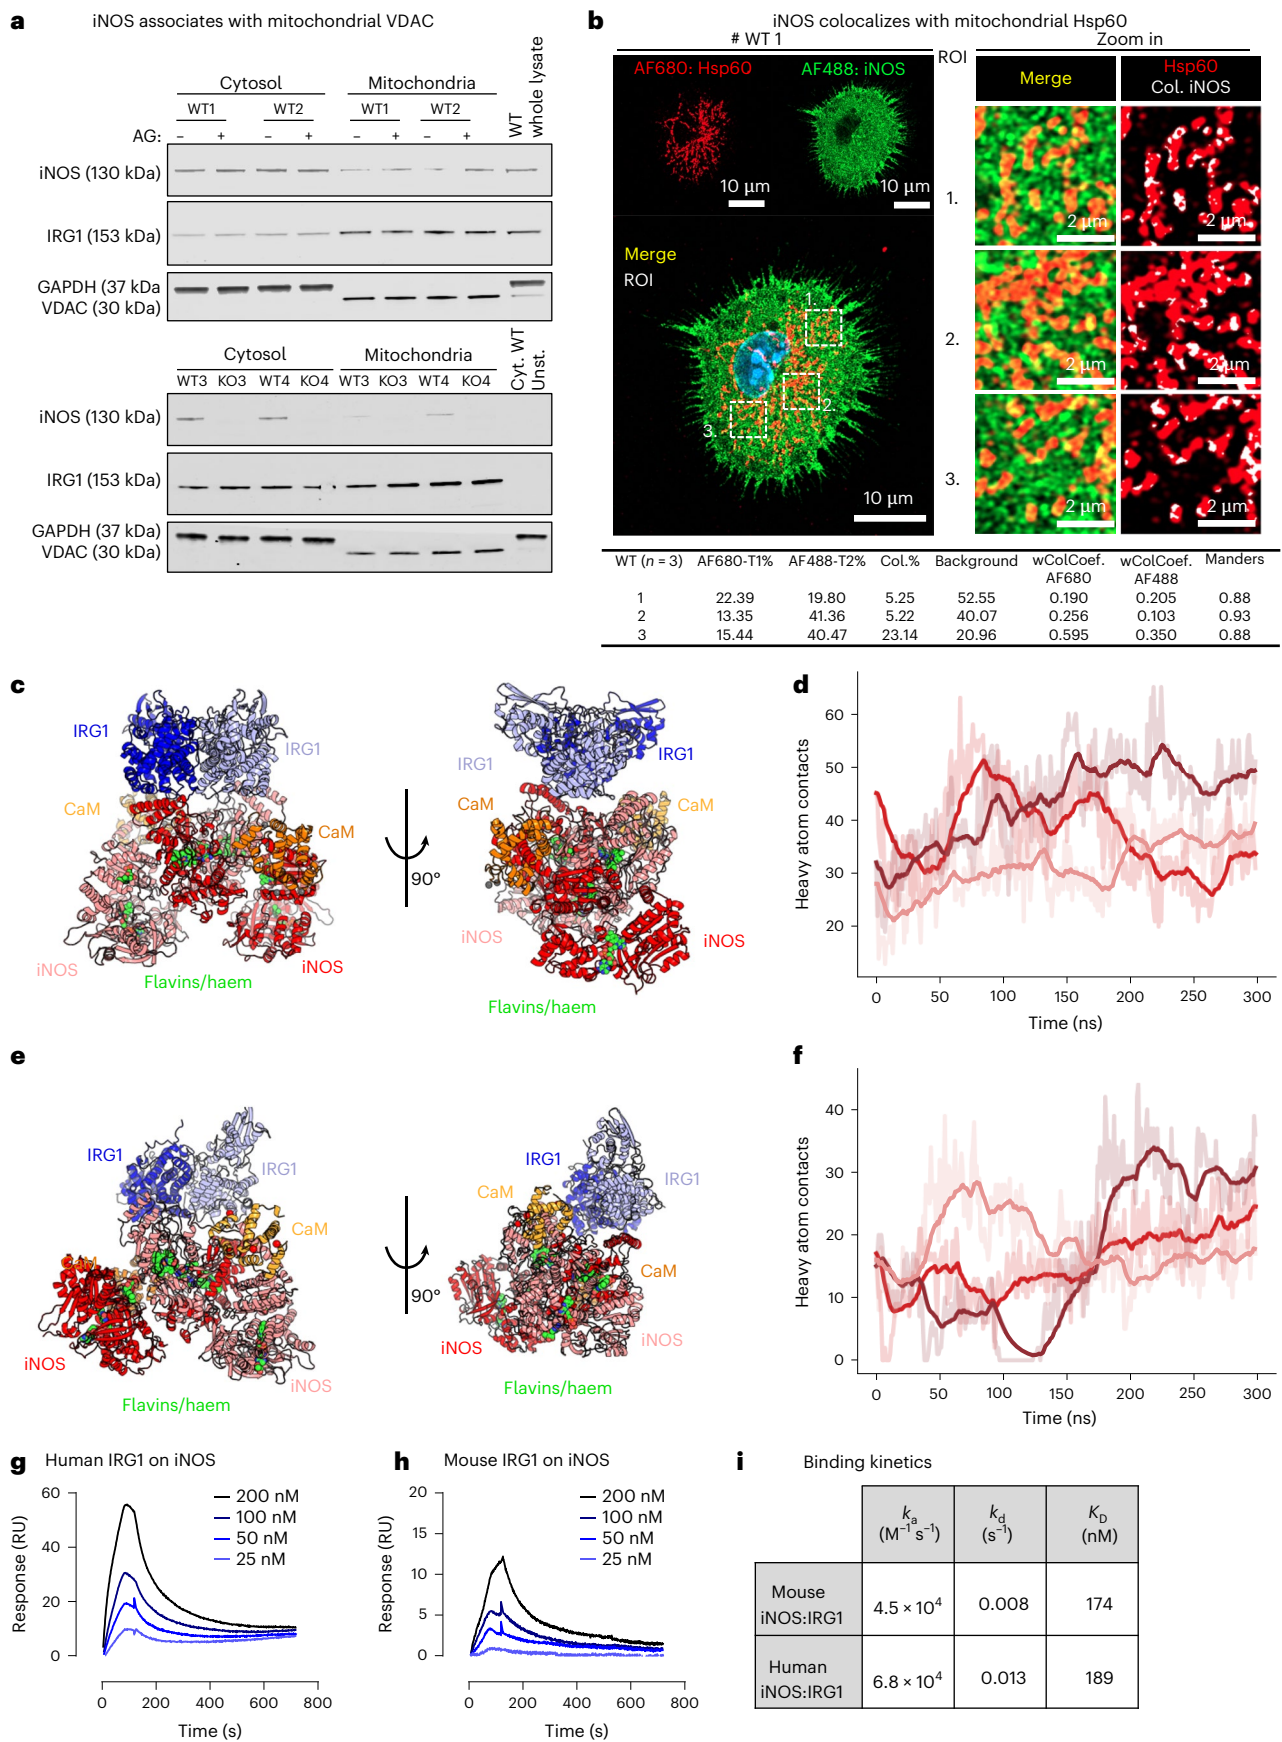 a iNOS associates with mitochondrial VDAC
Cytosol Mitochondria WT whole lysate
WT1 WT2 WT1 WT2
AG: – + – + – + – +
iNOS (130 kDa)
IRG1 (153 kDa)
GAPDH (37 kDa
VDAC (30 kDa)
Cytosol Mitochondria Cyt. WT Unst.
WT3 KO3 WT4 KO4 WT3 KO3 WT4 KO4
iNOS (130 kDa)
IRG1 (153 kDa)
GAPDH (37 kDa)
VDAC (30 kDa)
b iNOS colocalizes with mitochondrial Hsp60
# WT 1 ROI Zoom in
AF680: Hsp60 AF488: iNOS
10 µm 10 µm
Merge
ROI
1.
2.
3.
10 µm
Merge Hsp60
Col. iNOS
1. 2 µm 2 µm
2. 2 µm 2 µm
3. 2 µm 2 µm
WT (n = 3) AF680-T1% AF488-T2% Col.% Background wColCoef. AF680 wColCoef. AF488 Manders
1 22.39 19.80 5.25 52.55 0.190 0.205 0.88
2 13.35 41.36 5.22 40.07 0.256 0.103 0.93
3 15.44 40.47 23.14 20.96 0.595 0.350 0.88
c
IRG1 IRG1
CaM CaM
iNOS iNOS
Flavins/haem
90°
IRG1 IRG1
CaM CaM
iNOS iNOS
Flavins/haem
d
Heavy atom contacts
60
50
40
30
20
0 50 100 150 200 250 300
Time (ns)
e
IRG1 IRG1
CaM
iNOS iNOS
Flavins/haem
90°
IRG1 IRG1
CaM
CaM
iNOS iNOS
Flavins/haem
f
Heavy atom contacts
40
30
20
10
0
0 50 100 150 200 250 300
Time (ns)
g Human IRG1 on iNOS
Response (RU)
60
40
20
0
200 nM
100 nM
50 nM
25 nM
0 200 400 600 800
Time (s)
h Mouse IRG1 on iNOS
Response (RU)
20
15
10
5
0
200 nM
100 nM
50 nM
25 nM
0 200 400 600 800
Time (s)
i Binding kinetics
kₐ (M⁻¹ s⁻¹) k_d (s⁻¹) K_D (nM)
Mouse iNOS:IRG1 4.5 × 10⁴ 0.008 174
Human iNOS:IRG1 6.8 × 10⁴ 0.013 189